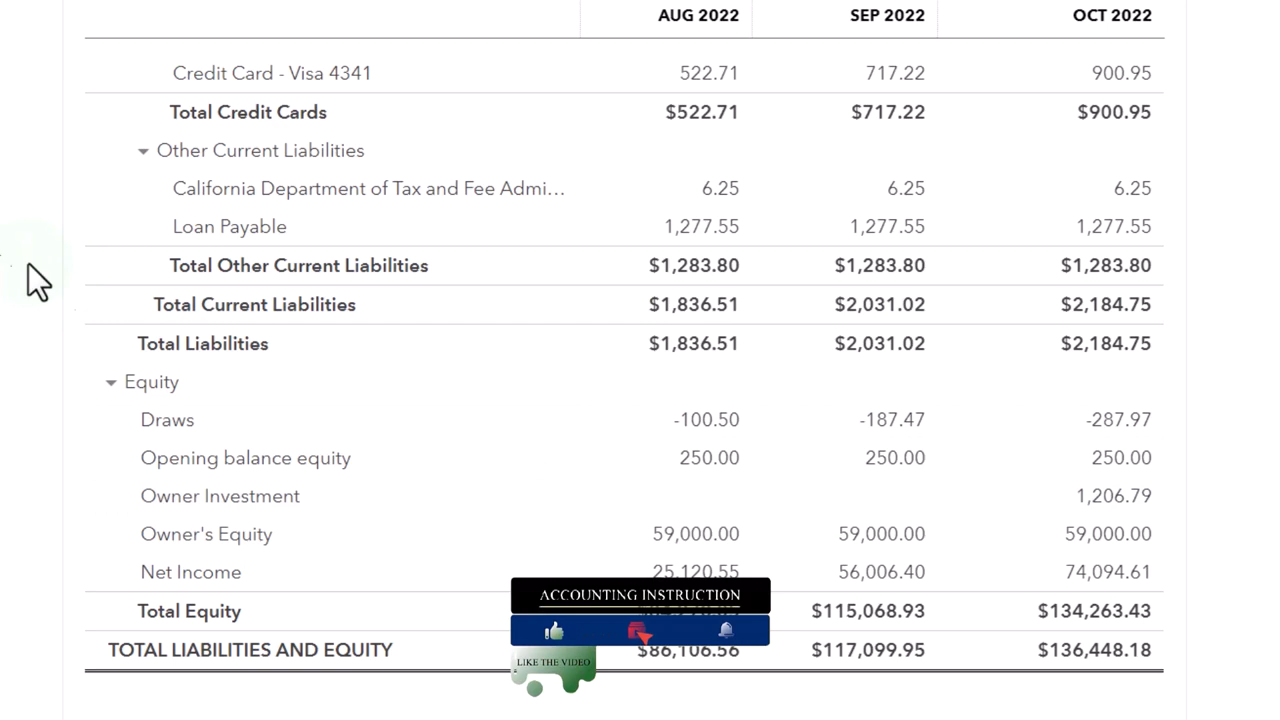 AUG 2022 SEP 2022 OCT 2022
Credit Card - Visa 4341 522.71 717.22 900.95
Total Credit Cards $522.71 $717.22 $900.95
Other Current Liabilities
California Department of Tax and Fee Admi... 6.25 6.25 6.25
Loan Payable 1,277.55 1,277.55 1,277.55
Total Other Current Liabilities $1,283.80 $1,283.80 $1,283.80
Total Current Liabilities $1,836.51 $2,031.02 $2,184.75
Total Liabilities $1,836.51 $2,031.02 $2,184.75
Equity
Draws -100.50 -187.47 -287.97
Opening balance equity 250.00 250.00 250.00
Owner Investment 1,206.79
Owner's Equity 59,000.00 59,000.00 59,000.00
Net Income 25,120.55 56,006.40 74,094.61
ACCOUNTING INSTRUCTION
Total Equity $115,068.93 $134,263.43
TOTAL LIABILITIES AND EQUITY $86,106.56 $117,099.95 $136,448.18
LIKE THE VIDEO